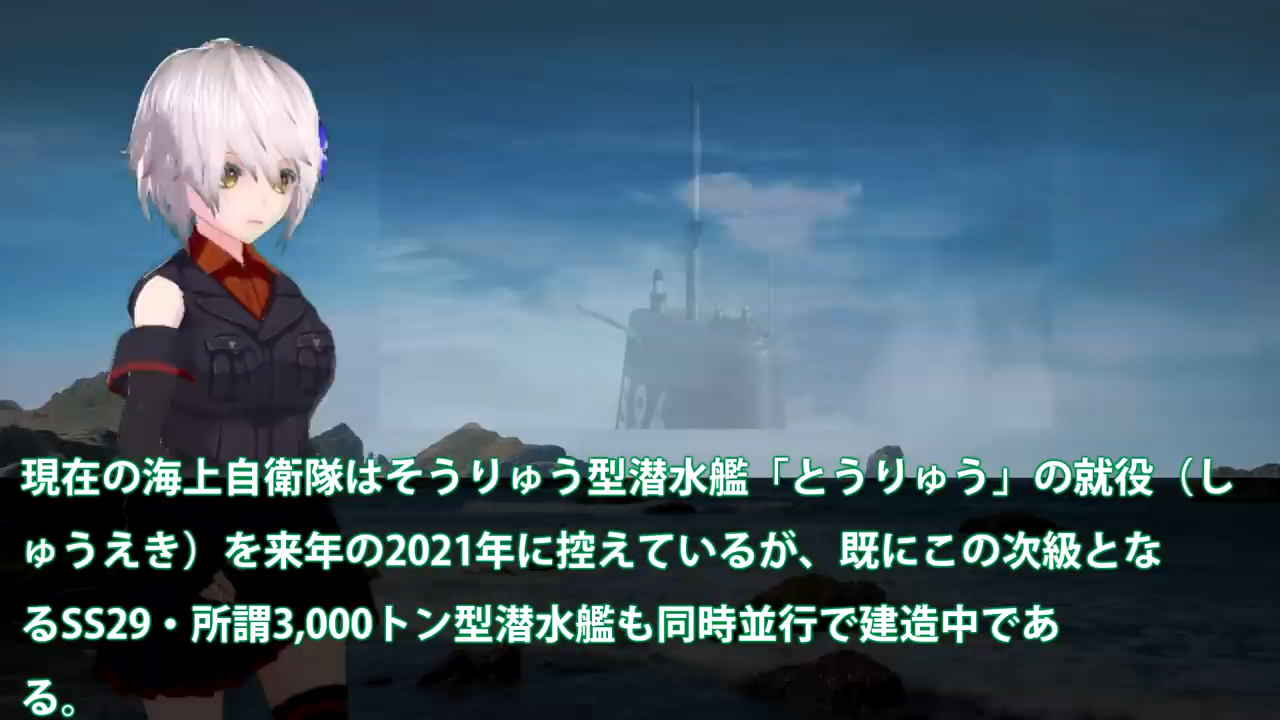 現在の海上自衛隊はそうりゅう型潜水艦「とうりゅう」の就役（し
ゅうえき）を来年の2021年に控えているが、既にこの次級とな
るSS29・所謂3,000トン型潜水艦も同時並行で建造中であ
る。